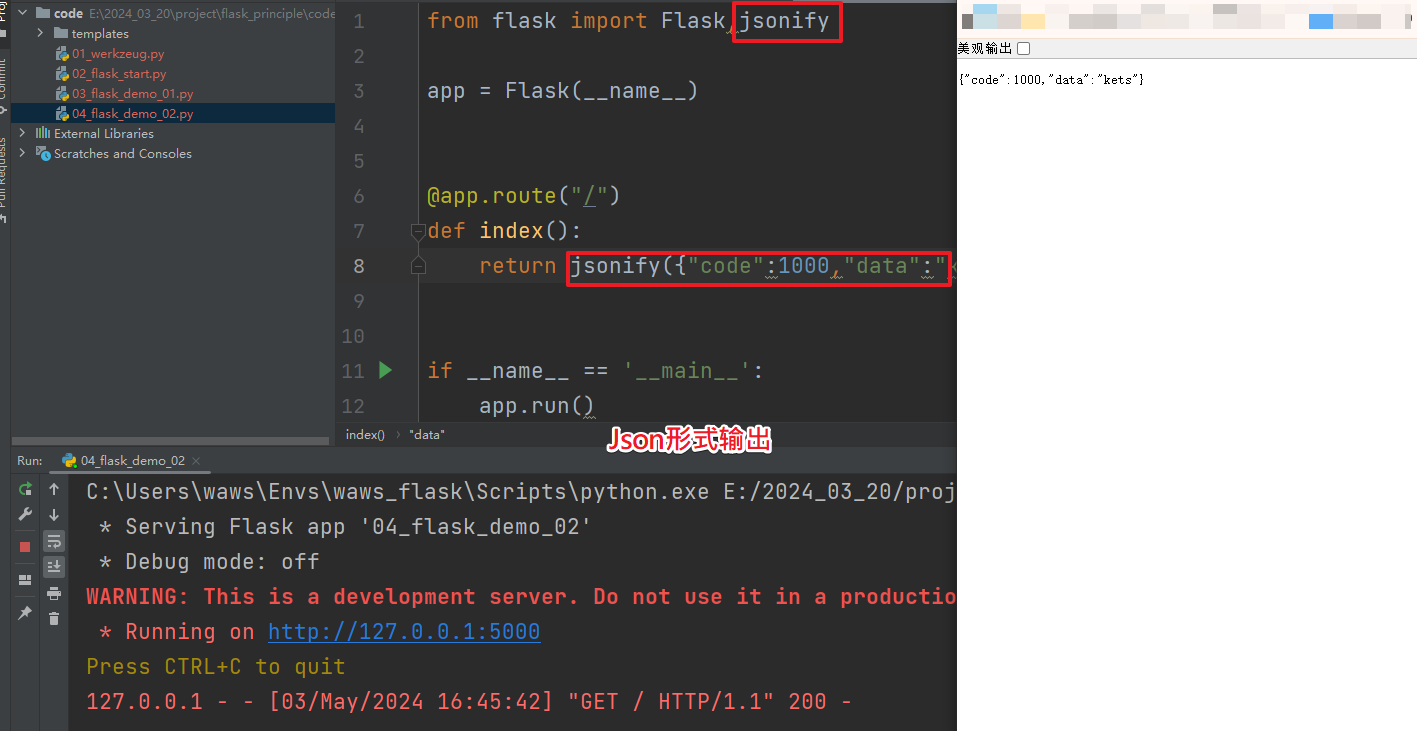 code E:\2024_03_20\project\flask_principle\code
templates
01_werkzeug.py
02_flask_start.py
03_flask_demo_01.py
04_flask_demo_02.py
External Libraries
Scratches and Consoles
Commit
Pull Requests
1 from flask import Flask,jsonify
2
3 app = Flask(__name__)
4
5
6 @app.route("/")
7 def index():
8 return jsonify({"code":1000,"data":"
9
10
11 if __name__ == '__main__':
12 app.run()
index() › "data"
Json形式输出
Run: 04_flask_demo_02 ×
C:\Users\waws\Envs\waws_flask\Scripts\python.exe E:/2024_03_20/proj
* Serving Flask app '04_flask_demo_02'
* Debug mode: off
WARNING: This is a development server. Do not use it in a productio
* Running on http://127.0.0.1:5000
Press CTRL+C to quit
127.0.0.1 - - [03/May/2024 16:45:42] "GET / HTTP/1.1" 200 -
美观输出
{"code":1000,"data":"kets"}